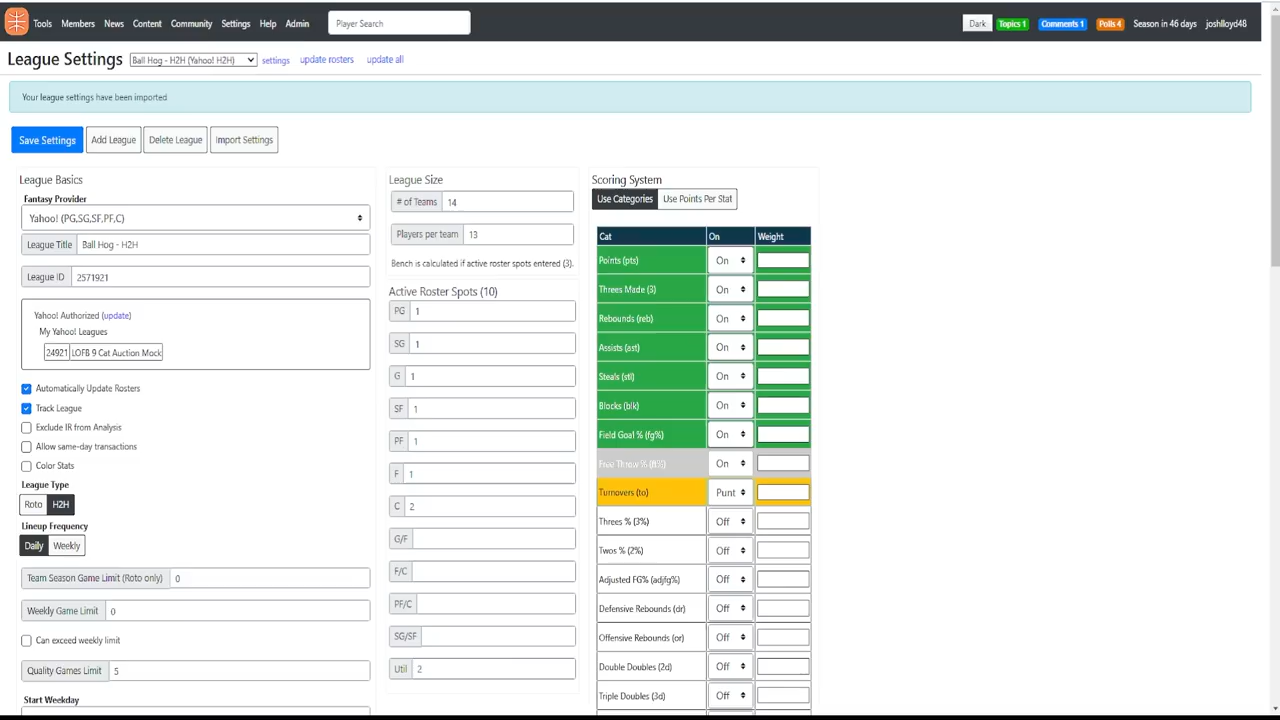 Tools Members News Content Community Settings Help Admin Player Search Dark Topics 1 Comments 1 Polls 4 Season in 46 days joshlloyd48
League Settings Ball Hog - H2H (Yahoo! H2H) settings update rosters update all
Your league settings have been imported
Save Settings Add League Delete League Import Settings
League Basics
Fantasy Provider
Yahoo! (PG,SG,SF,PF,C)
League Title Ball Hog - H2H
League ID 2571921
Yahoo! Authorized (update)
My Yahoo! Leagues
24921 LOFB 9 Cat Auction Mock
Automatically Update Rosters
Track League
Exclude IR from Analysis
Allow same-day transactions
Color Stats
League Type
Roto H2H
Lineup Frequency
Daily Weekly
Team Season Game Limit (Roto only) 0
Weekly Game Limit 0
Can exceed weekly limit
Quality Games Limit 5
Start Weekday
League Size
# of Teams 14
Players per team 13
Bench is calculated if active roster spots entered (3).
Active Roster Spots (10)
PG 1
SG 1
G 1
SF 1
PF 1
F 1
C 2
G/F
F/C
PF/C
SG/SF
Util 2
Scoring System
Use Categories Use Points Per Stat
Cat On Weight
Points (pts) On
Threes Made (3) On
Rebounds (reb) On
Assists (ast) On
Steals (stl) On
Blocks (blk) On
Field Goal % (fg%) On
Free Throw % (ft%) On
Turnovers (to) Punt
Threes % (3%) Off
Twos % (2%) Off
Adjusted FG% (adjfg%) Off
Defensive Rebounds (dr) Off
Offensive Rebounds (or) Off
Double Doubles (2d) Off
Triple Doubles (3d) Off